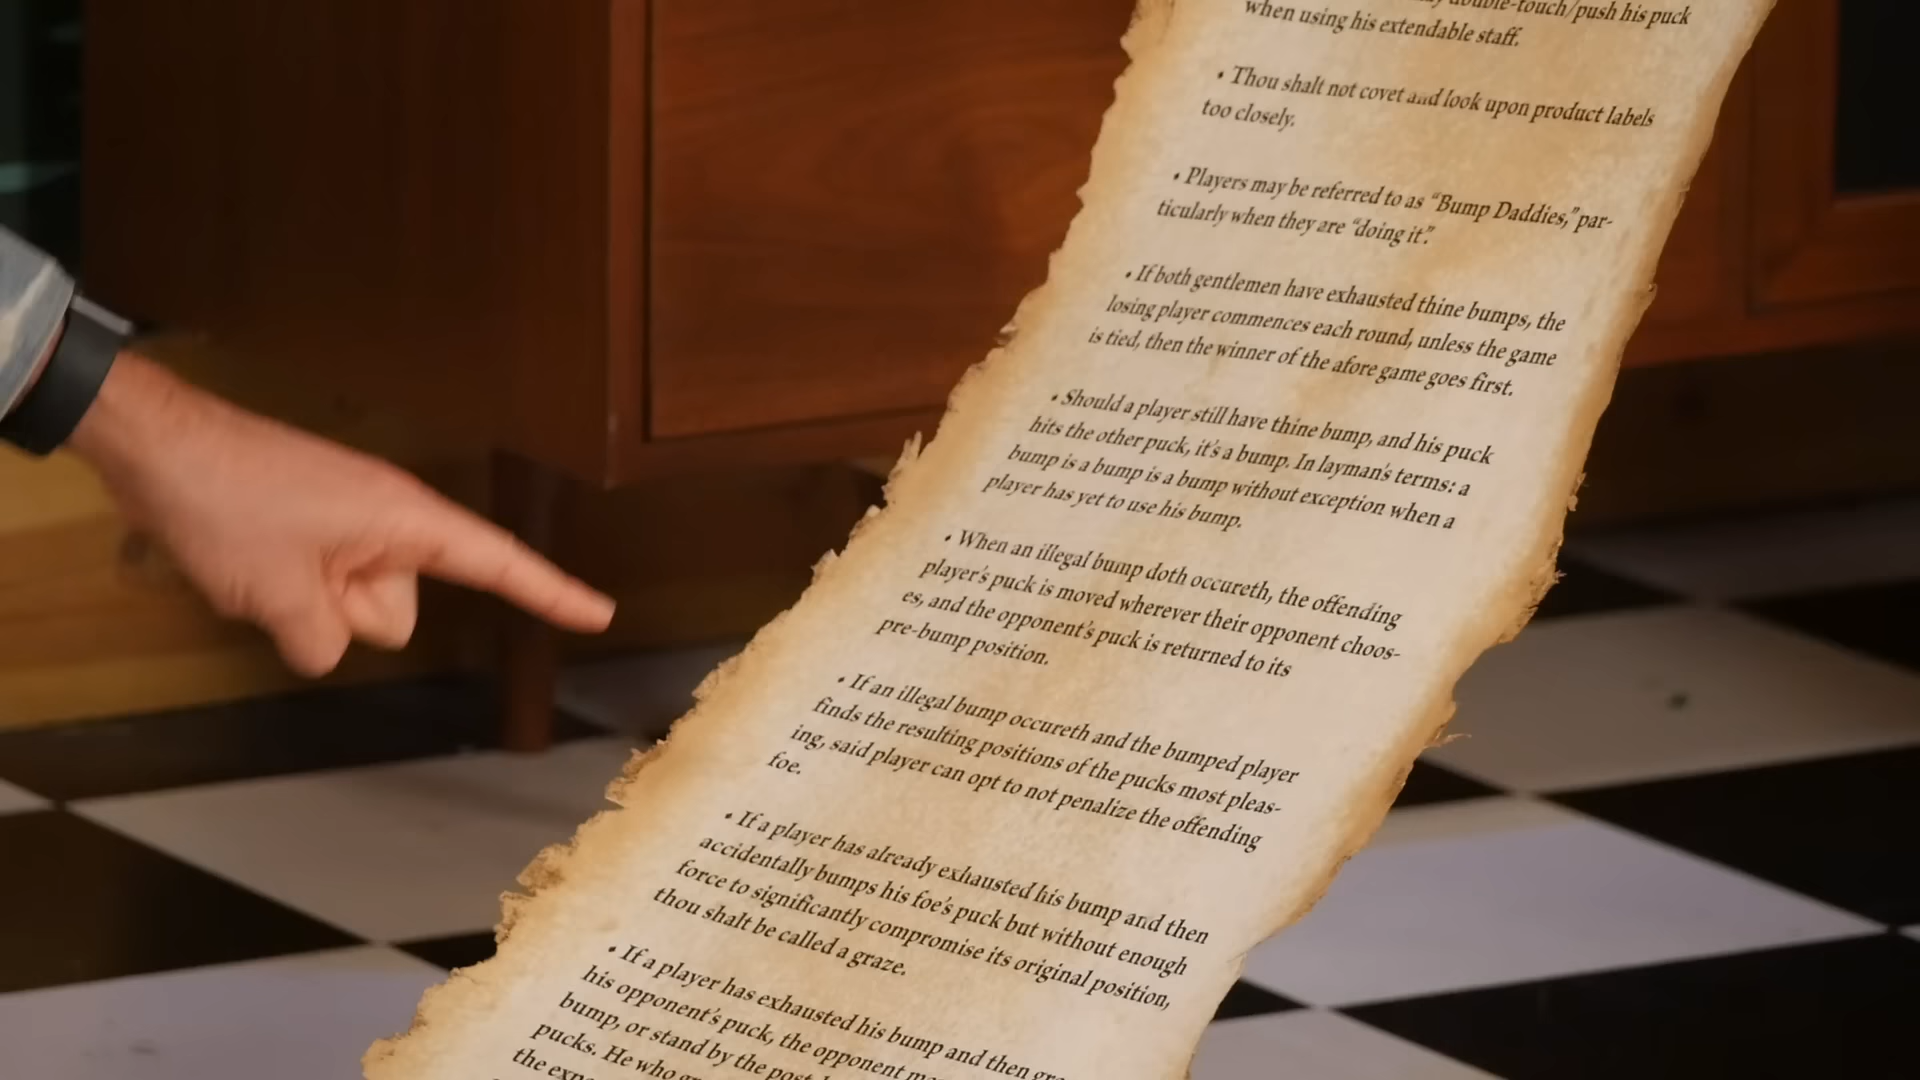 double-touch/push his puck
when using his extendable staff.
• Thou shalt not covet and look upon product labels
too closely.
• Players may be referred to as “Bump Daddies,” par-
ticularly when they are “doing it.”
• If both gentlemen have exhausted thine bumps, the
losing player commences each round, unless the game
is tied, then the winner of the afore game goes first.
• Should a player still have thine bump, and his puck
hits the other puck, it's a bump. In layman's terms: a
bump is a bump is a bump without exception when a
player has yet to use his bump.
• When an illegal bump doth occureth, the offending
player's puck is moved wherever their opponent choos-
es, and the opponent's puck is returned to its
pre-bump position.
• If an illegal bump occureth and the bumped player
finds the resulting positions of the pucks most pleas-
ing, said player can opt to not penalize the offending
foe.
• If a player has already exhausted his bump and then
accidentally bumps his foe's puck but without enough
force to significantly compromise its original position,
thou shalt be called a graze.
• If a player has exhausted his bump and then
his opponent's puck, the opponent
bump, or stand by the
pucks. He who
the